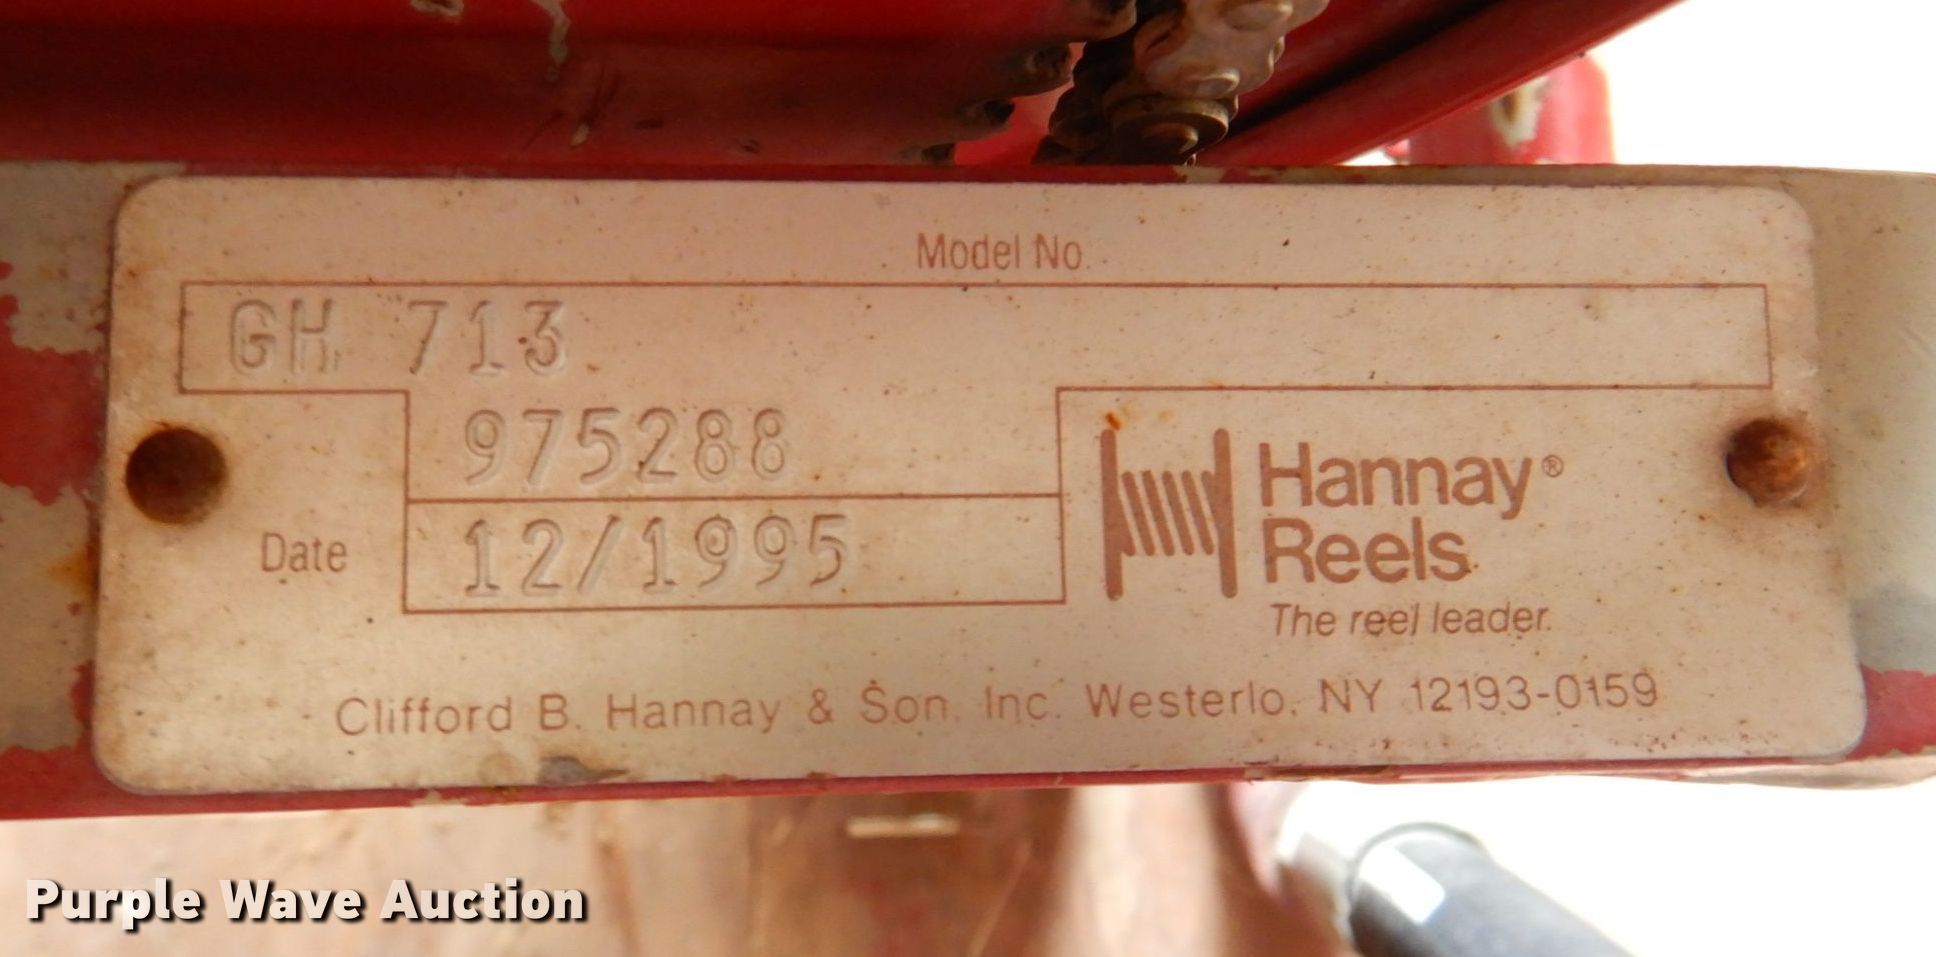 Model No.
GH 713
975288
Date 12/1995
Hannay®
Reels
The reel leader.
Clifford B. Hannay & Son, Inc. Westerlo, NY 12193-0159
Purple Wave Auction